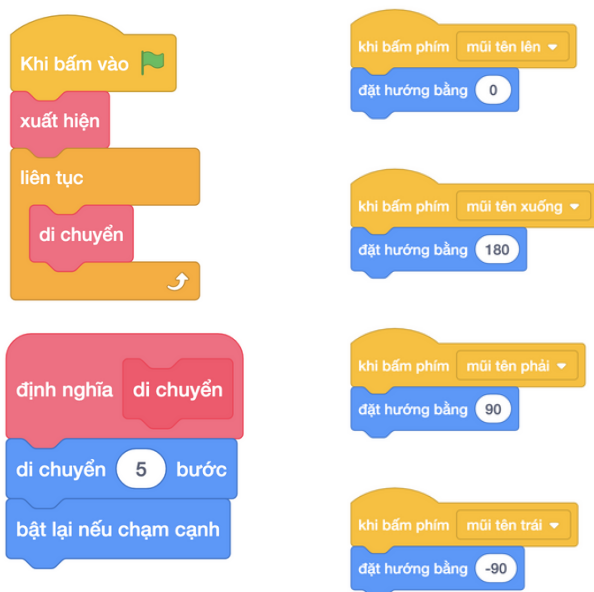 Khi bấm vào
xuất hiện
liên tục
di chuyển
định nghĩa di chuyển
di chuyển 5 bước
bật lại nếu chạm cạnh
khi bấm phím mũi tên lên
đặt hướng bằng 0
khi bấm phím mũi tên xuống
đặt hướng bằng 180
khi bấm phím mũi tên phải
đặt hướng bằng 90
khi bấm phím mũi tên trái
đặt hướng bằng -90